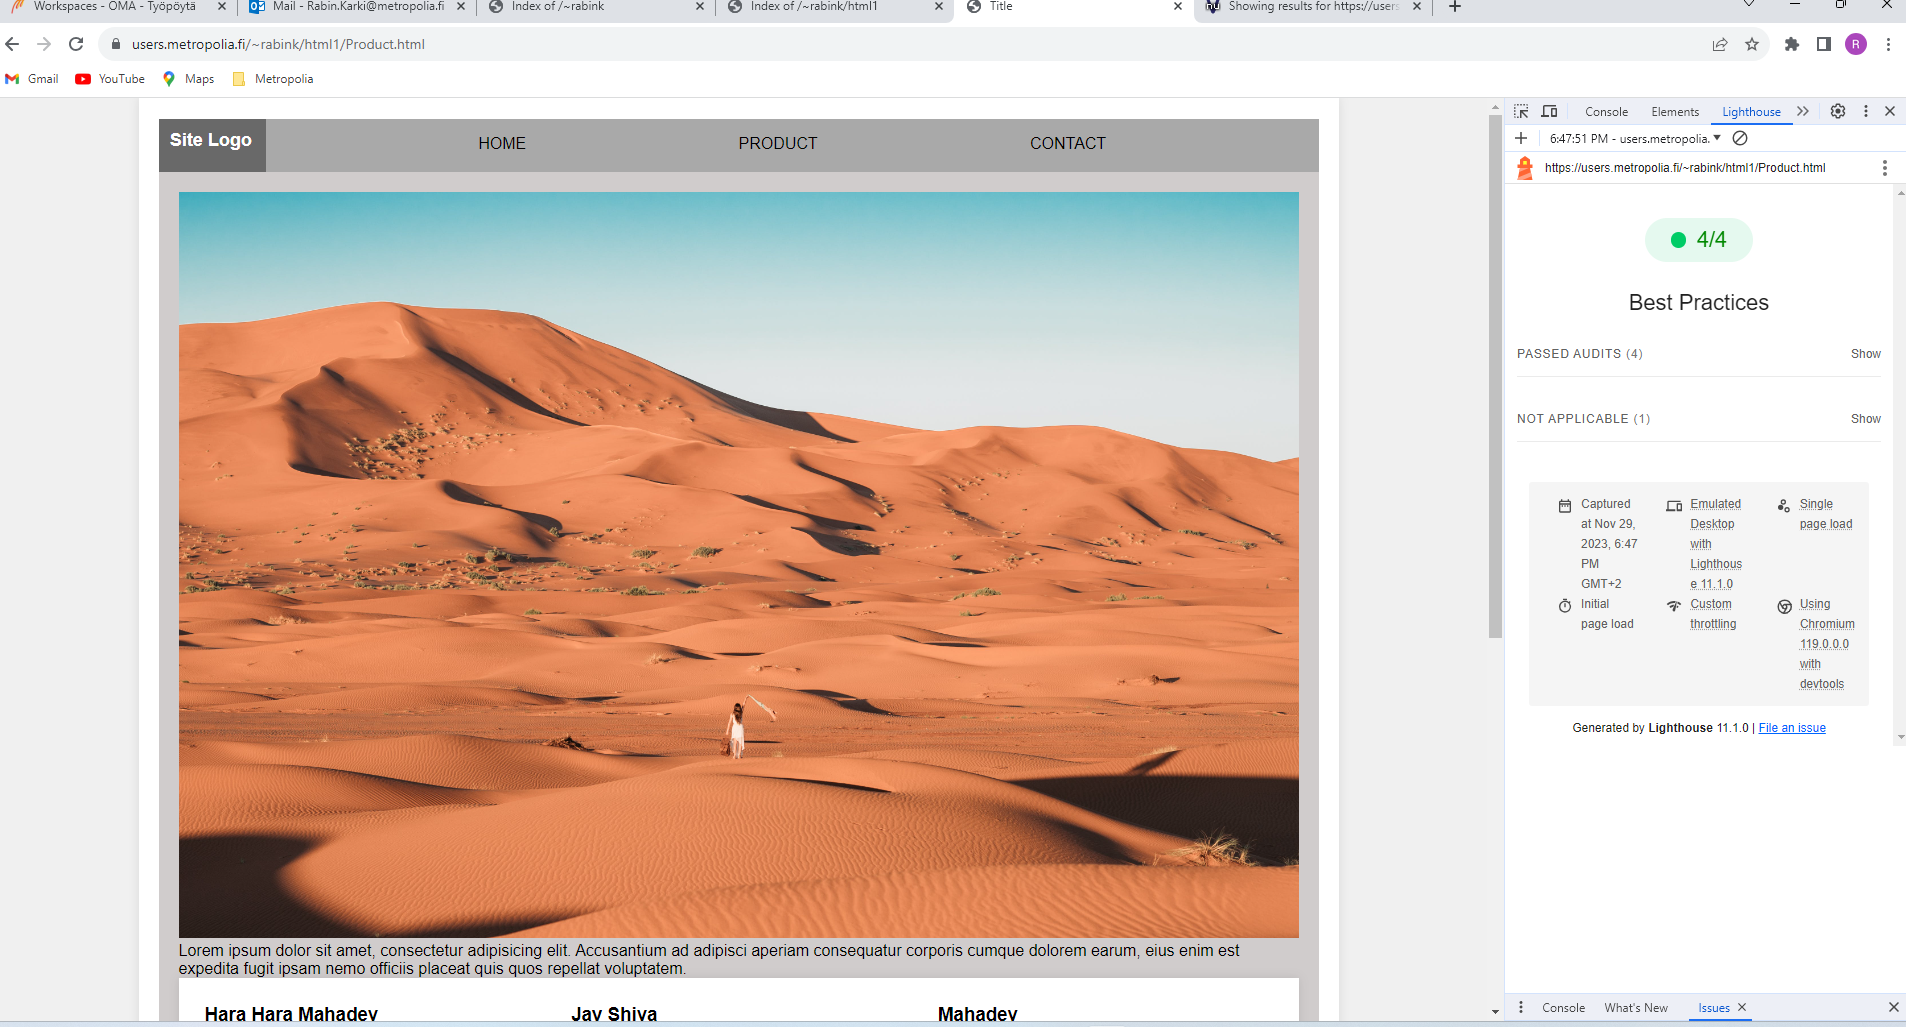 Workspaces - OMA - Työpöytä
Mail - Rabin.Karki@metropolia.fi
Index of /~rabink
Index of /~rabink/html1
Title
Showing results for https://users
users.metropolia.fi/~rabink/html1/Product.html
R
Gmail
YouTube
Maps
Metropolia
Site Logo
HOME
PRODUCT
CONTACT
Lorem ipsum dolor sit amet, consectetur adipisicing elit. Accusantium ad adipisci aperiam consequatur corporis cumque dolorem earum, eius enim est
expedita fugit ipsam nemo officiis placeat quis quos repellat voluptatem.
Hara Hara Mahadev
Jay Shiva
Mahadev
Console
Elements
Lighthouse
6:47:51 PM - users.metropolia.
https://users.metropolia.fi/~rabink/html1/Product.html
4/4
Best Practices
PASSED AUDITS (4)
Show
NOT APPLICABLE (1)
Show
Captured
at Nov 29,
2023, 6:47
PM
GMT+2
Emulated
Desktop
with
Lighthous
e 11.1.0
Single
page load
Initial
page load
Custom
throttling
Using
Chromium
119.0.0.0
with
devtools
Generated by Lighthouse 11.1.0 | File an issue
Console
What's New
Issues